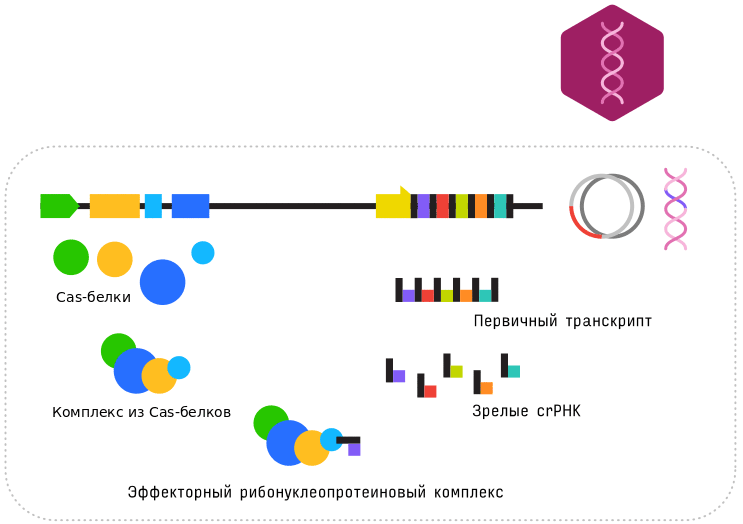 Cas-белки
Первичный транскрипт
Комплекс из Cas-белков
Зрелые crРНК
Эффекторный рибонуклеопротеиновый комплекс